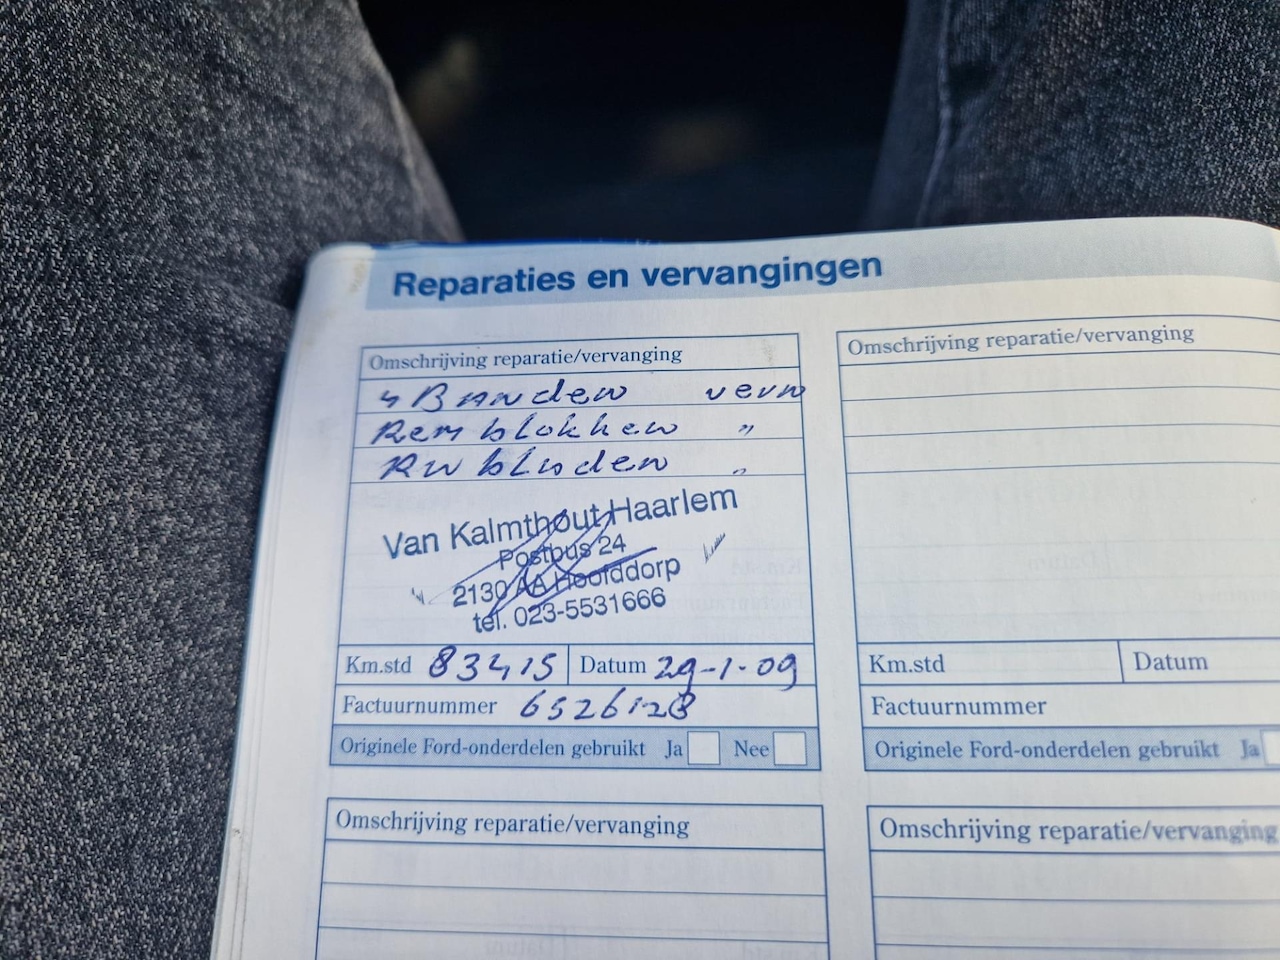 Reparaties en vervangingen
Omschrijving reparatie/vervanging
4 Banden verv
Remblokken "
Rw bladen "
Van Kalmthout Haarlem
Postbus 24
2130 AA Hoofddorp
tel. 023-5531666
Km.std 83415 Datum 29-1-09
Factuurnummer 6526128
Originele Ford-onderdelen gebruikt Ja Nee
Omschrijving reparatie/vervanging
Km.std Datum
Factuurnummer
Originele Ford-onderdelen gebruikt Ja
Omschrijving reparatie/vervanging
Omschrijving reparatie/vervanging